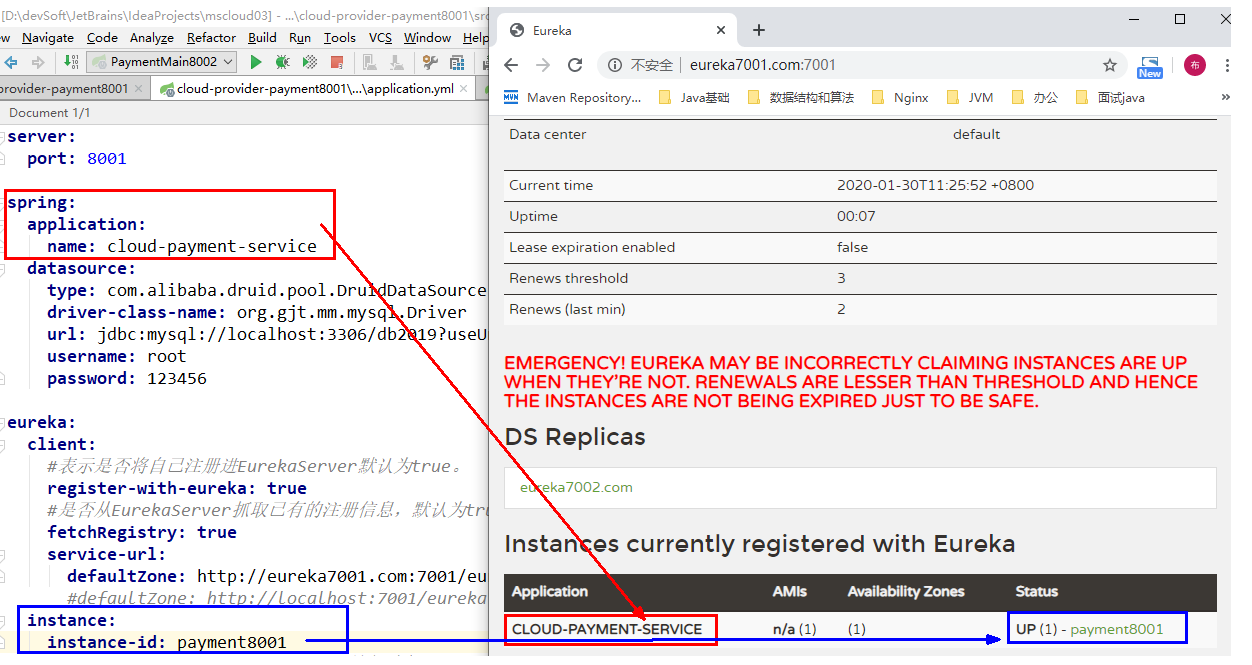 [D:\devSoft\JetBrains\IdeaProjects\mscloud03] - ...\cloud-provider-payment8001\src
ew Navigate Code Analyze Refactor Build Run Tools VCS Window Help
PaymentMain8002
provider-payment8001 cloud-provider-payment8001\...\application.yml
Document 1/1
server:
port: 8001
spring:
application:
name: cloud-payment-service
datasource:
type: com.alibaba.druid.pool.DruidDataSource
driver-class-name: org.gjt.mm.mysql.Driver
url: jdbc:mysql://localhost:3306/db2019?useU
username: root
password: 123456
eureka:
client:
#表示是否将自己注册进EurekaServer默认为true。
register-with-eureka: true
#是否从EurekaServer抓取已有的注册信息，默认为tru
fetchRegistry: true
service-url:
defaultZone: http://eureka7001.com:7001/eu
#defaultZone: http://localhost:7001/eureka
instance:
instance-id: payment8001
Eureka
不安全 eureka7001.com:7001
New
布
Maven Repository... Java基础 数据结构和算法 Nginx JVM 办公 面试java »
Data center default
Current time 2020-01-30T11:25:52 +0800
Uptime 00:07
Lease expiration enabled false
Renews threshold 3
Renews (last min) 2
EMERGENCY! EUREKA MAY BE INCORRECTLY CLAIMING INSTANCES ARE UP
WHEN THEY'RE NOT. RENEWALS ARE LESSER THAN THRESHOLD AND HENCE
THE INSTANCES ARE NOT BEING EXPIRED JUST TO BE SAFE.
DS Replicas
eureka7002.com
Instances currently registered with Eureka
Application AMIs Availability Zones Status
CLOUD-PAYMENT-SERVICE n/a (1) (1) UP (1) - payment8001